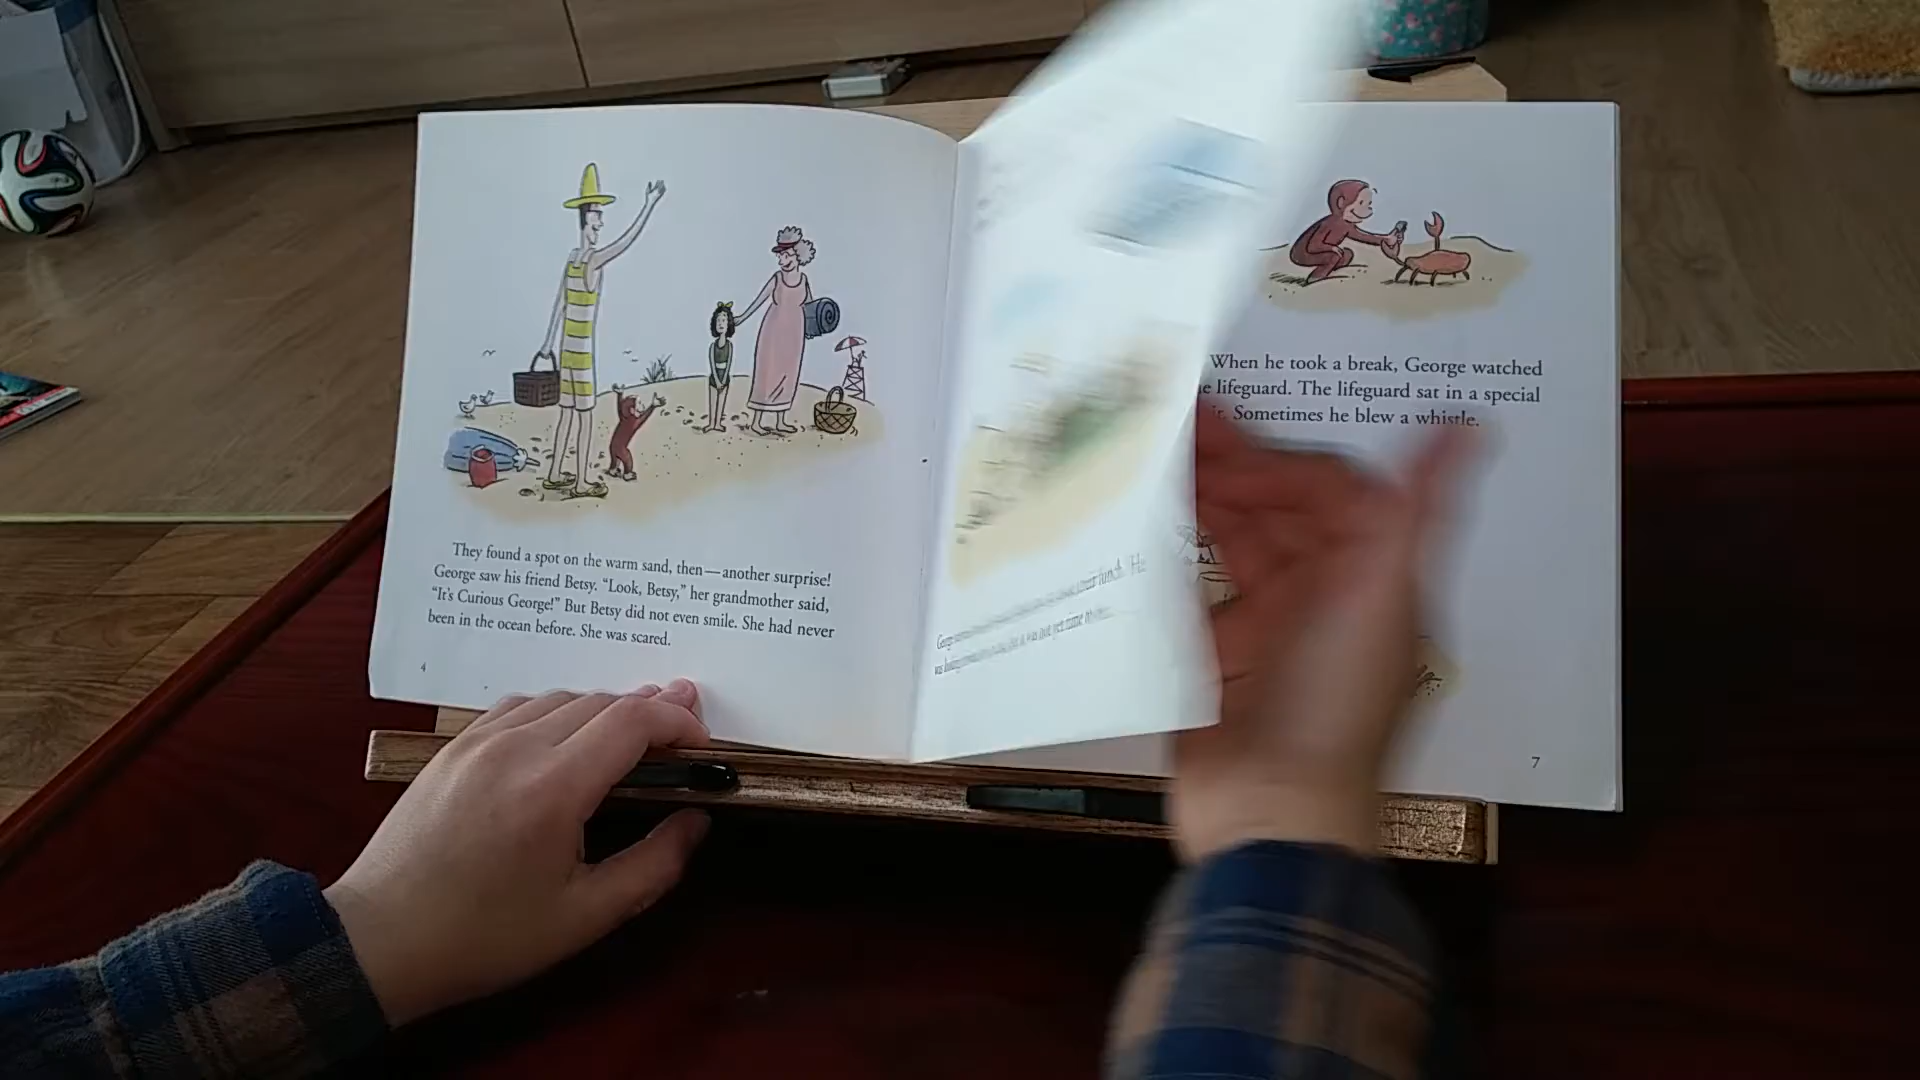 They found a spot on the warm sand, then—another surprise!
George saw his friend Betsy. “Look, Betsy,” her grandmother said,
“It’s Curious George!” But Betsy did not even smile. She had never
been in the ocean before. She was scared.
4
When he took a break, George watched
lifeguard. The lifeguard sat in a special
Sometimes he blew a whistle.
7